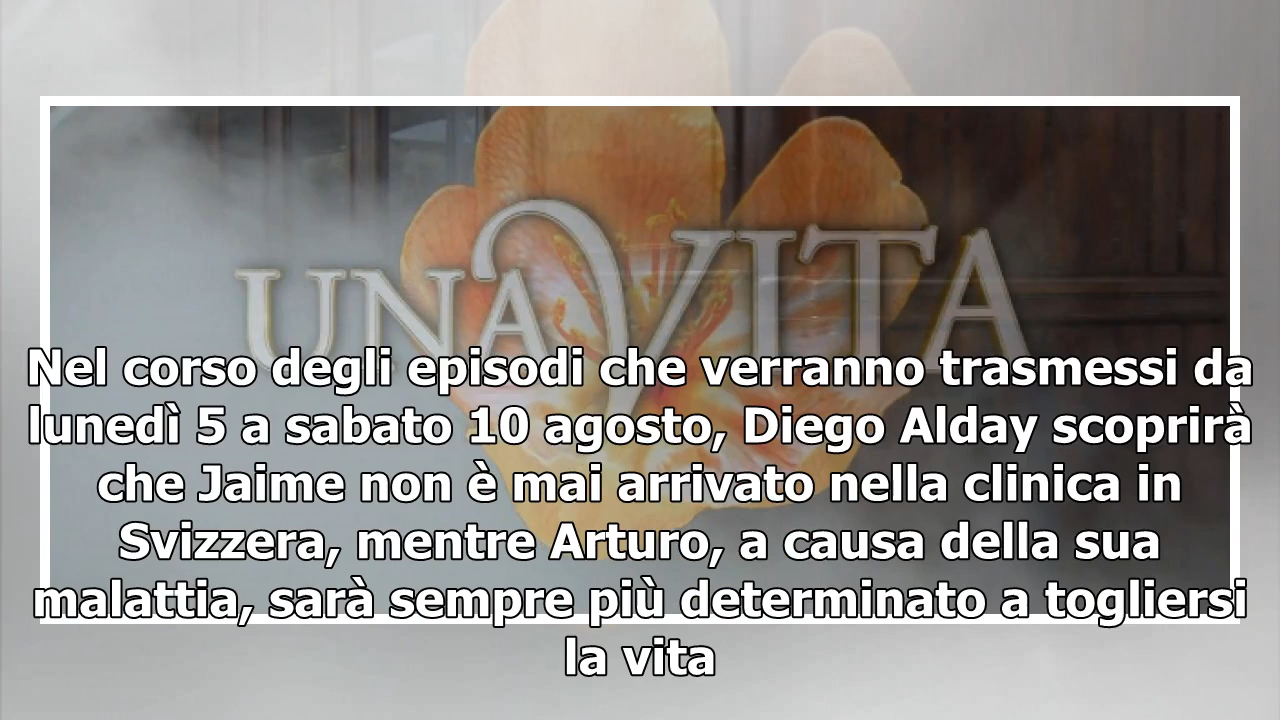 UNA VITA
Nel corso degli episodi che verranno trasmessi da
lunedì 5 a sabato 10 agosto, Diego Alday scoprirà
che Jaime non è mai arrivato nella clinica in
Svizzera, mentre Arturo, a causa della sua
malattia, sarà sempre più determinato a togliersi
la vita